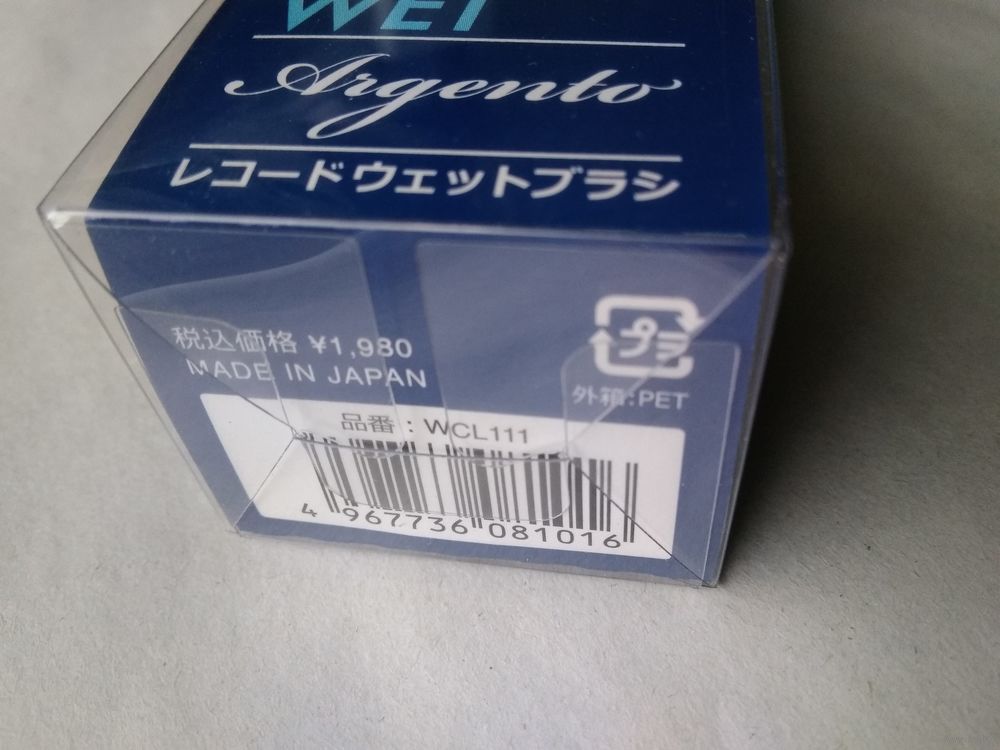 WET
Argento
レコードウェットブラシ
税込価格 ¥1,980
MADE IN JAPAN
プラ
外箱:PET
品番：WCL111
4 967736 081016